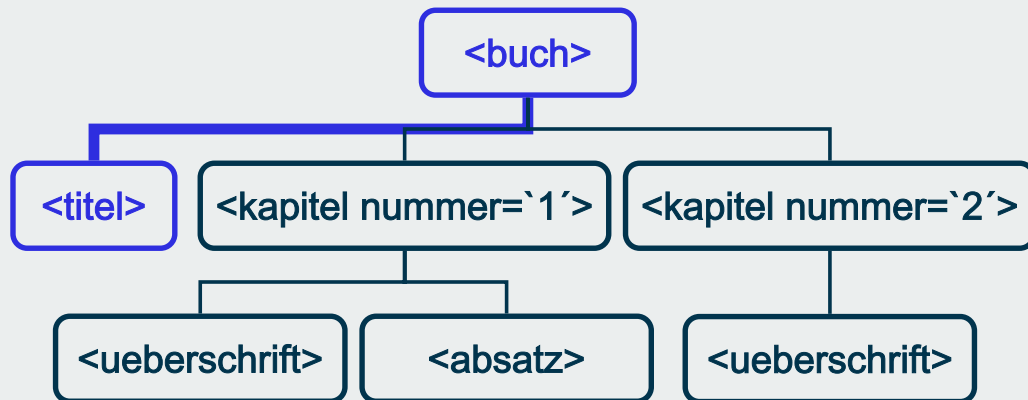 <buch>
<titel>
<kapitel nummer=`1´>
<kapitel nummer=`2´>
<ueberschrift>
<absatz>
<ueberschrift>